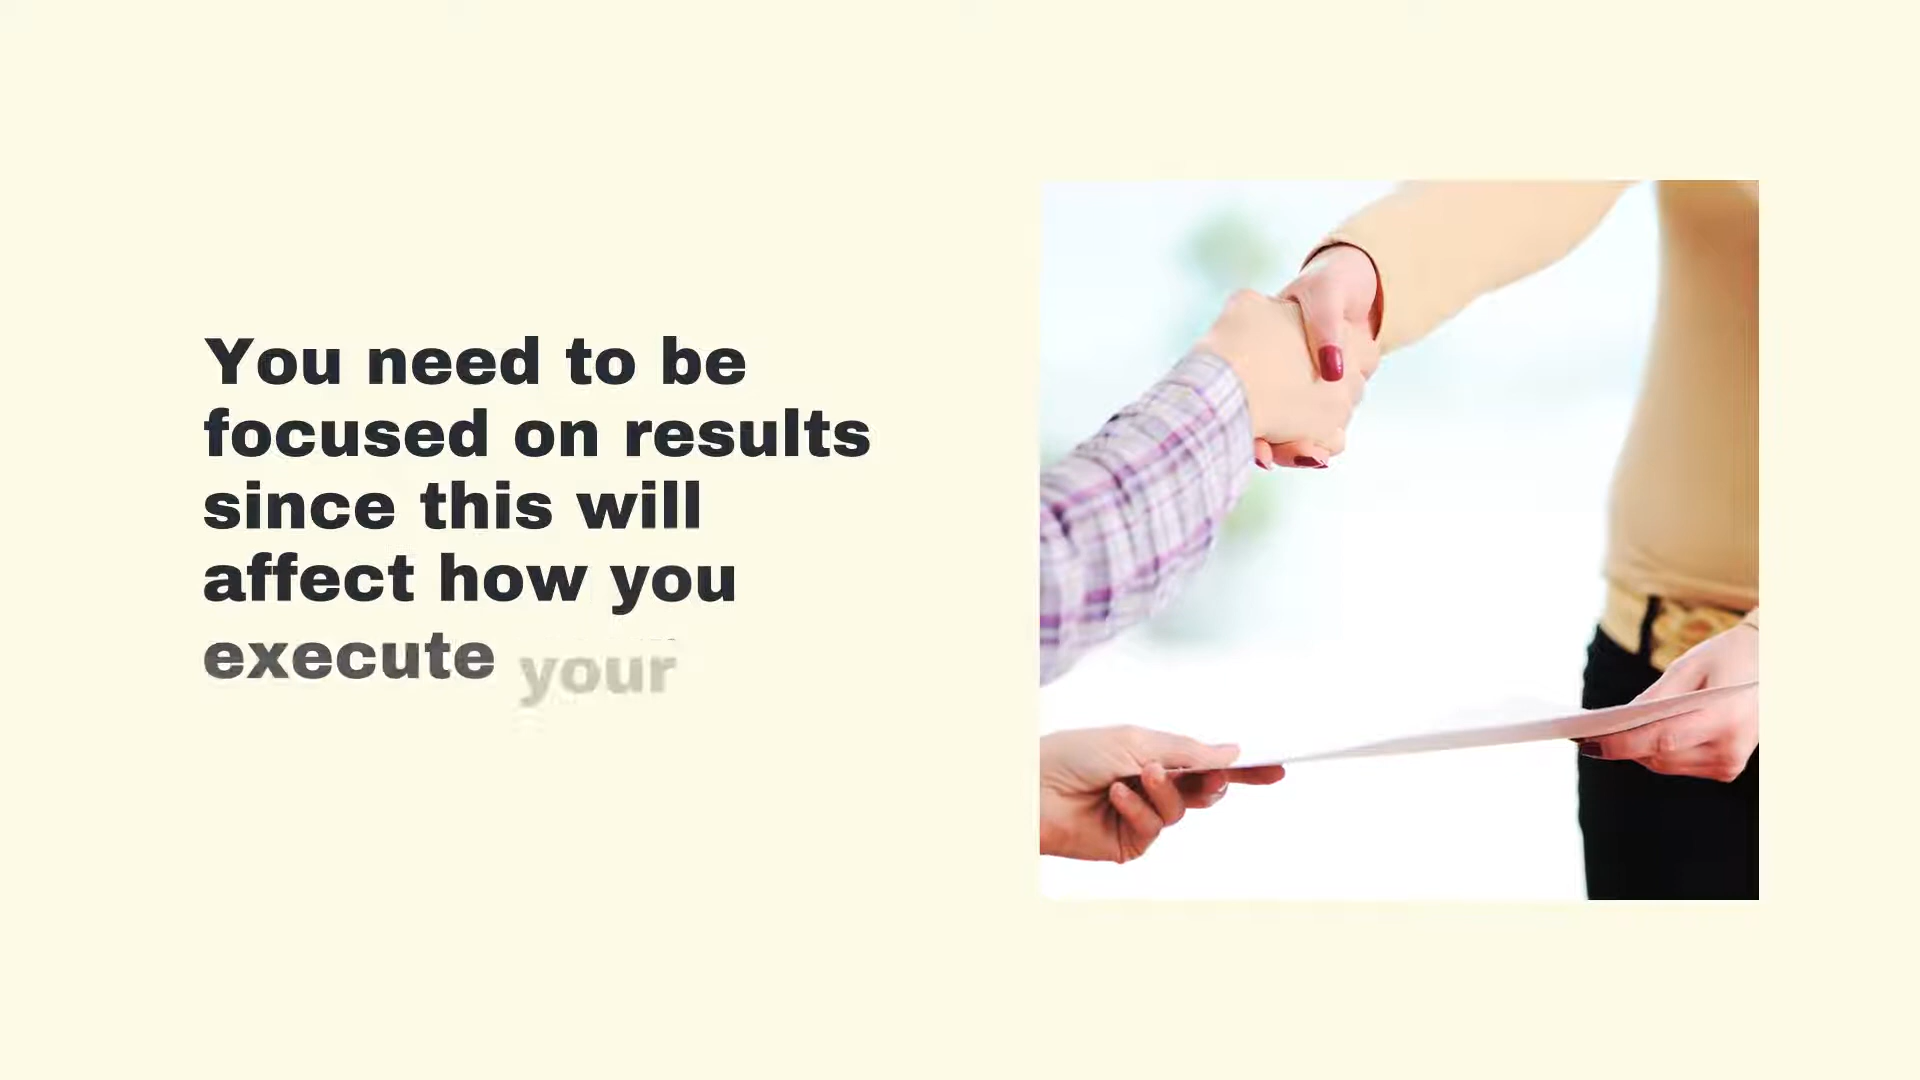 You need to be
focused on results
since this will
affect how you
execute your